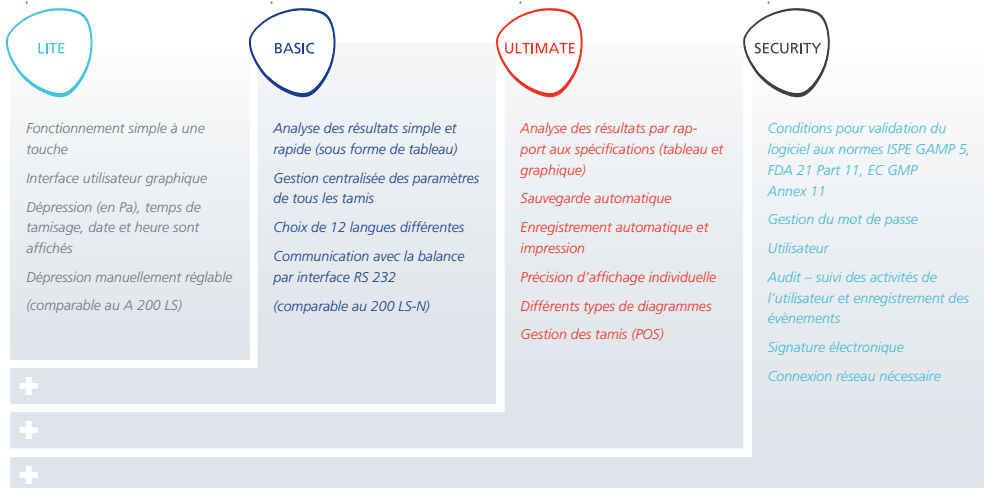 LITE
Fonctionnement simple à une
touche
Interface utilisateur graphique
Dépression (en Pa), temps de
tamisage, date et heure sont
affichés
Dépression manuellement réglable
(comparable au A 200 LS)
BASIC
Analyse des résultats simple et
rapide (sous forme de tableau)
Gestion centralisée des paramètres
de tous les tamis
Choix de 12 langues différentes
Communication avec la balance
par interface RS 232
(comparable au 200 LS-N)
ULTIMATE
Analyse des résultats par rap-
port aux spécifications (tableau et
graphique)
Sauvegarde automatique
Enregistrement automatique et
impression
Précision d’affichage individuelle
Différents types de diagrammes
Gestion des tamis (POS)
SECURITY
Conditions pour validation du
logiciel aux normes ISPE GAMP 5,
FDA 21 Part 11, EC GMP
Annex 11
Gestion du mot de passe
Utilisateur
Audit – suivi des activités de
l’utilisateur et enregistrement des
évènements
Signature électronique
Connexion réseau nécessaire
+
+
+